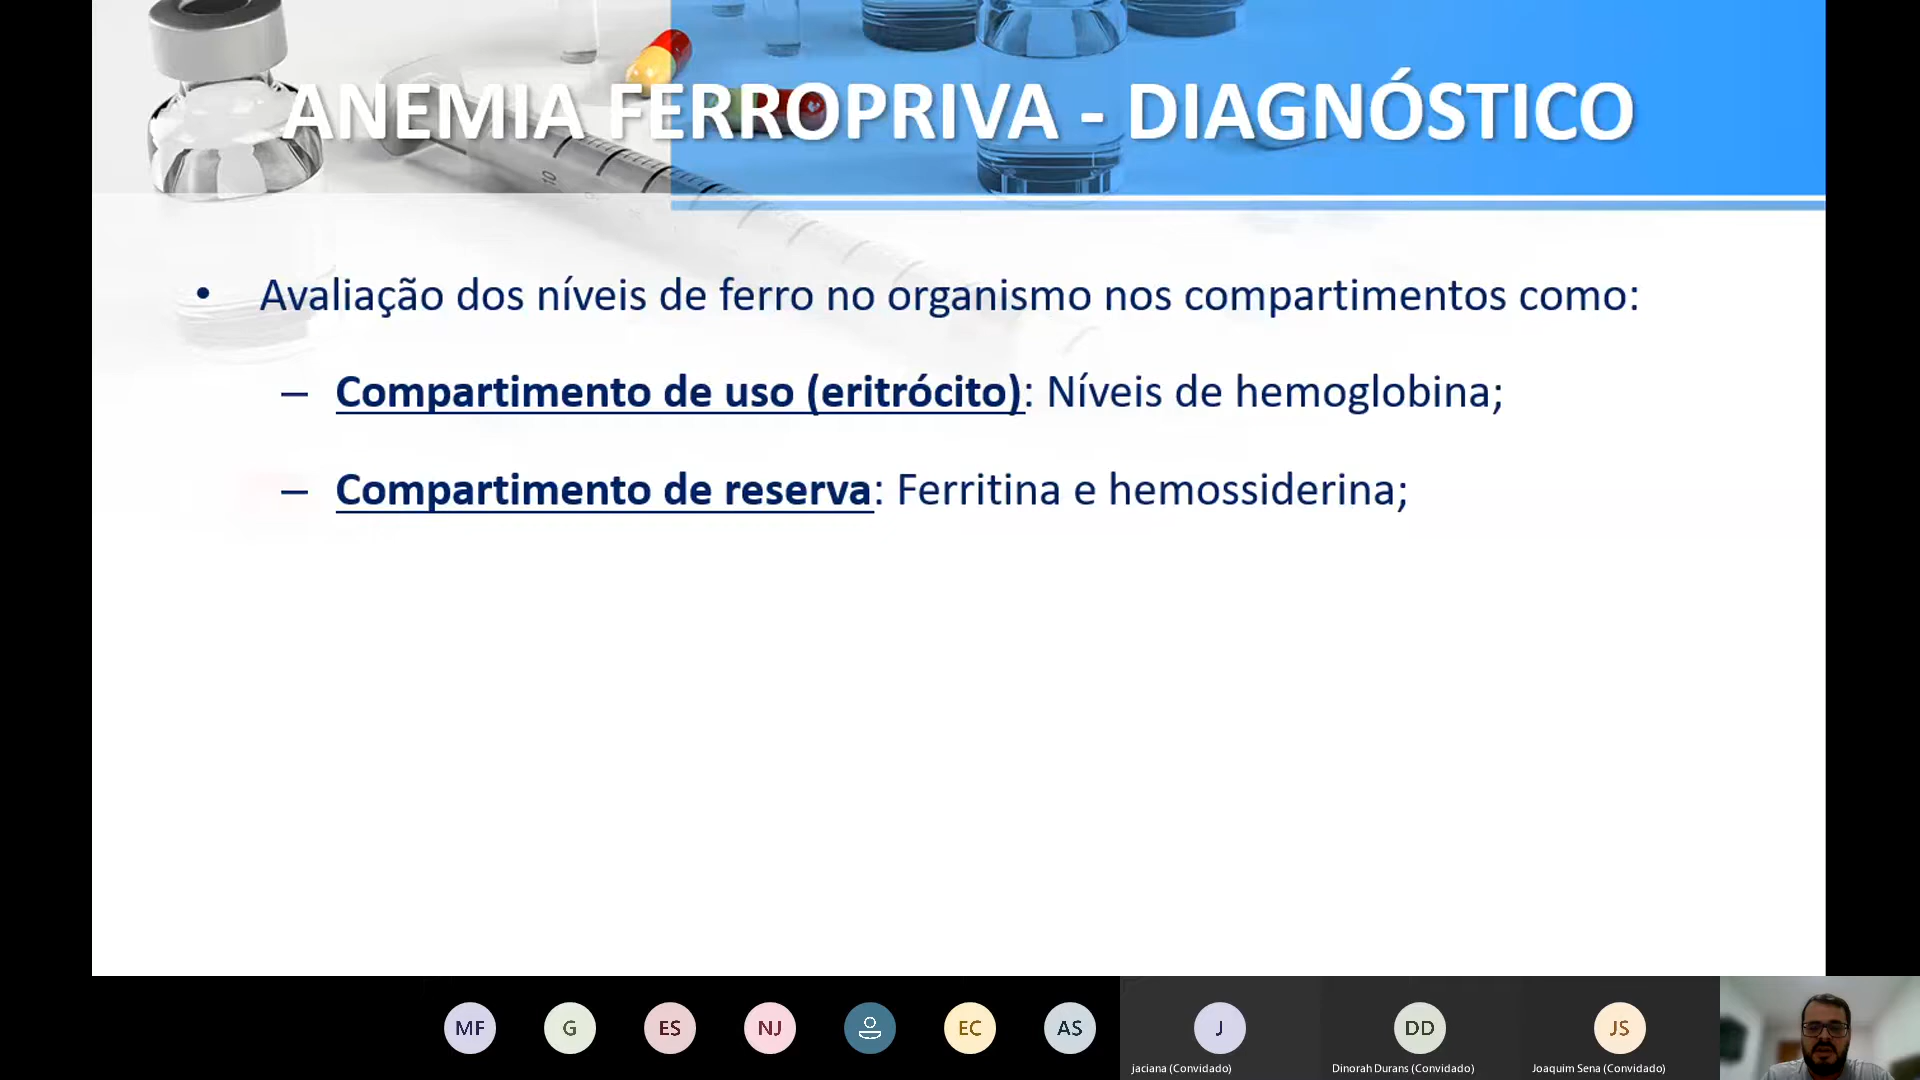 ANEMIA FERROPRIVA - DIAGNÓSTICO
10
• Avaliação dos níveis de ferro no organismo nos compartimentos como:
– Compartimento de uso (eritrócito): Níveis de hemoglobina;
– Compartimento de reserva: Ferritina e hemossiderina;
MF
G
ES
NJ
EC
AS
J
DD
JS
jaciana (Convidado)
Dinorah Durans (Convidado)
Joaquim Sena (Convidado)